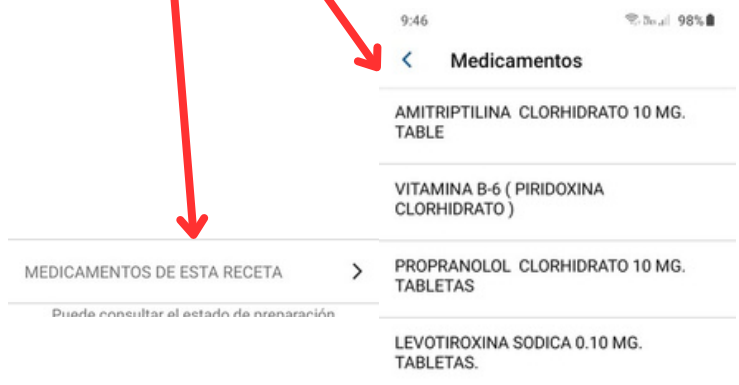 MEDICAMENTOS DE ESTA RECETA
Puede consultar el estado de preparación
9:46
98%
Medicamentos
AMITRIPTILINA CLORHIDRATO 10 MG.
TABLE
VITAMINA B-6 ( PIRIDOXINA
CLORHIDRATO )
PROPRANOLOL CLORHIDRATO 10 MG.
TABLETAS
LEVOTIROXINA SODICA 0.10 MG.
TABLETAS.